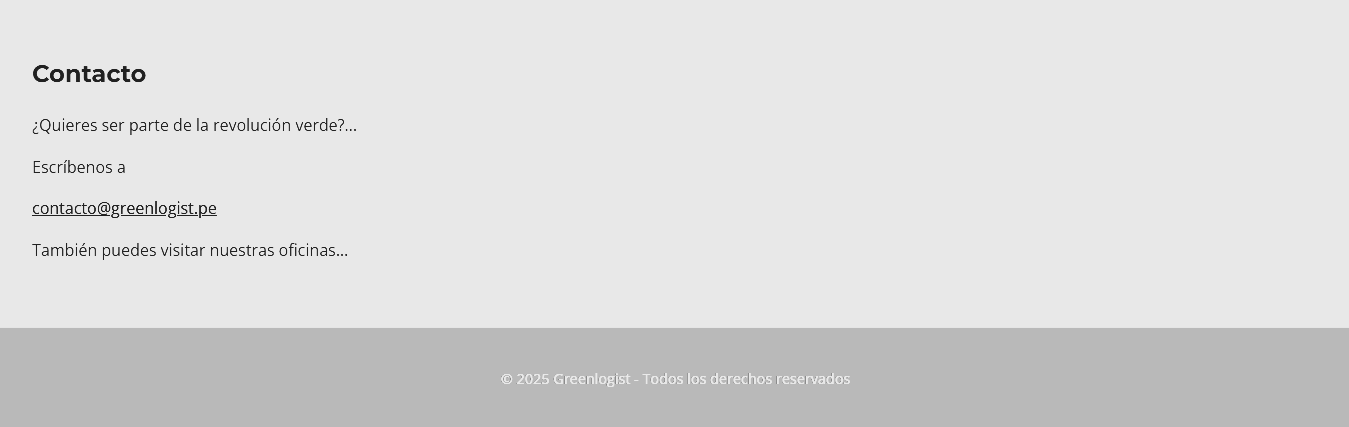 Contacto
¿Quieres ser parte de la revolución verde?...
Escríbenos a
contacto@greenlogist.pe
También puedes visitar nuestras oficinas...
© 2025 Greenlogist - Todos los derechos reservados